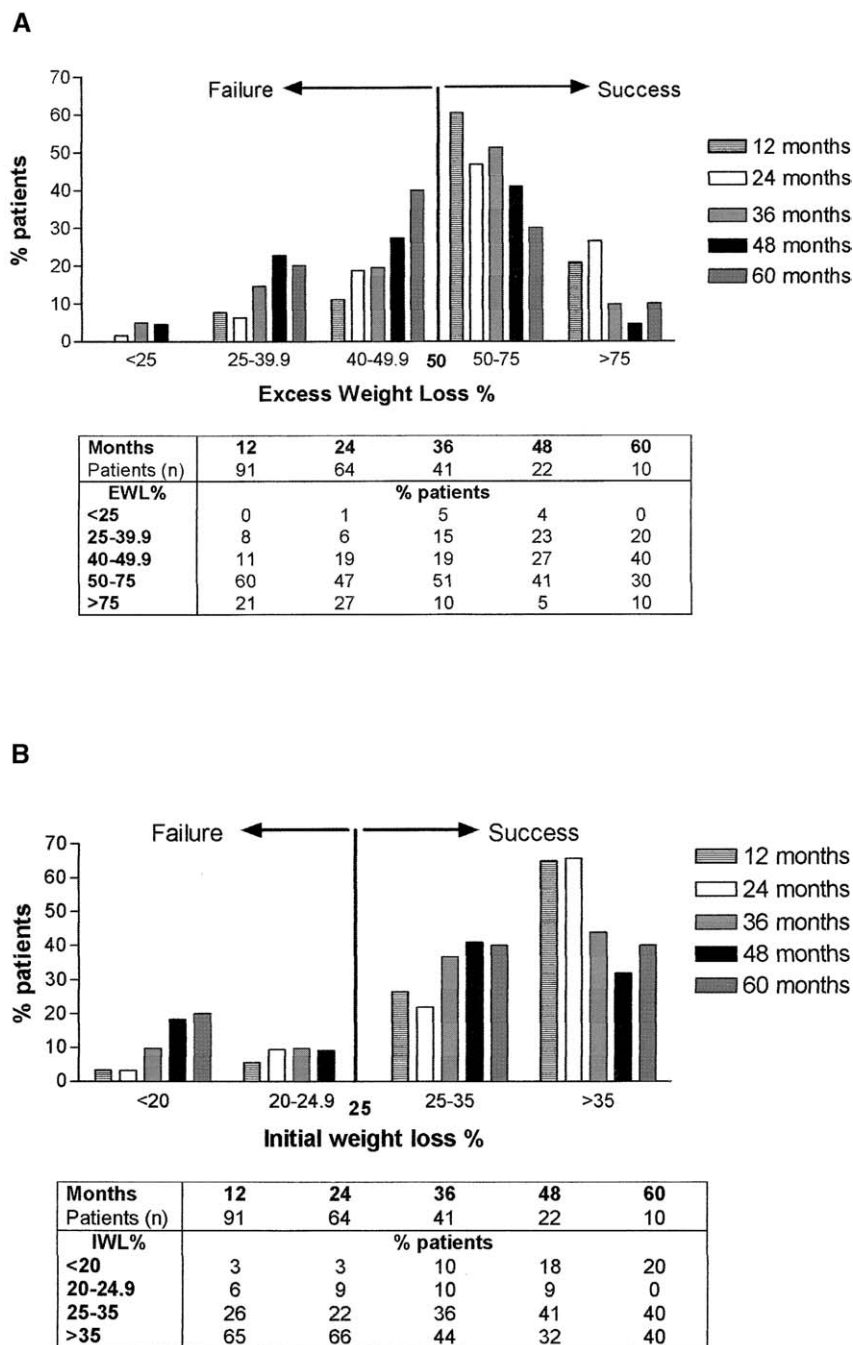 A
Failure
Success
70
60
50
40
30
20
10
0
% patients
<25
25-39.9
40-49.9
50
50-75
>75
Excess Weight Loss %
12 months
24 months
36 months
48 months
60 months
Months 12 24 36 48 60
Patients (n) 91 64 41 22 10
EWL% % patients
<25 0 1 5 4 0
25-39.9 8 6 15 23 20
40-49.9 11 19 19 27 40
50-75 60 47 51 41 30
>75 21 27 10 5 10
B
Failure
Success
70
60
50
40
30
20
10
0
% patients
<20
20-24.9
25
25-35
>35
Initial weight loss %
12 months
24 months
36 months
48 months
60 months
Months 12 24 36 48 60
Patients (n) 91 64 41 22 10
IWL% % patients
<20 3 3 10 18 20
20-24.9 6 9 10 9 0
25-35 26 22 36 41 40
>35 65 66 44 32 40